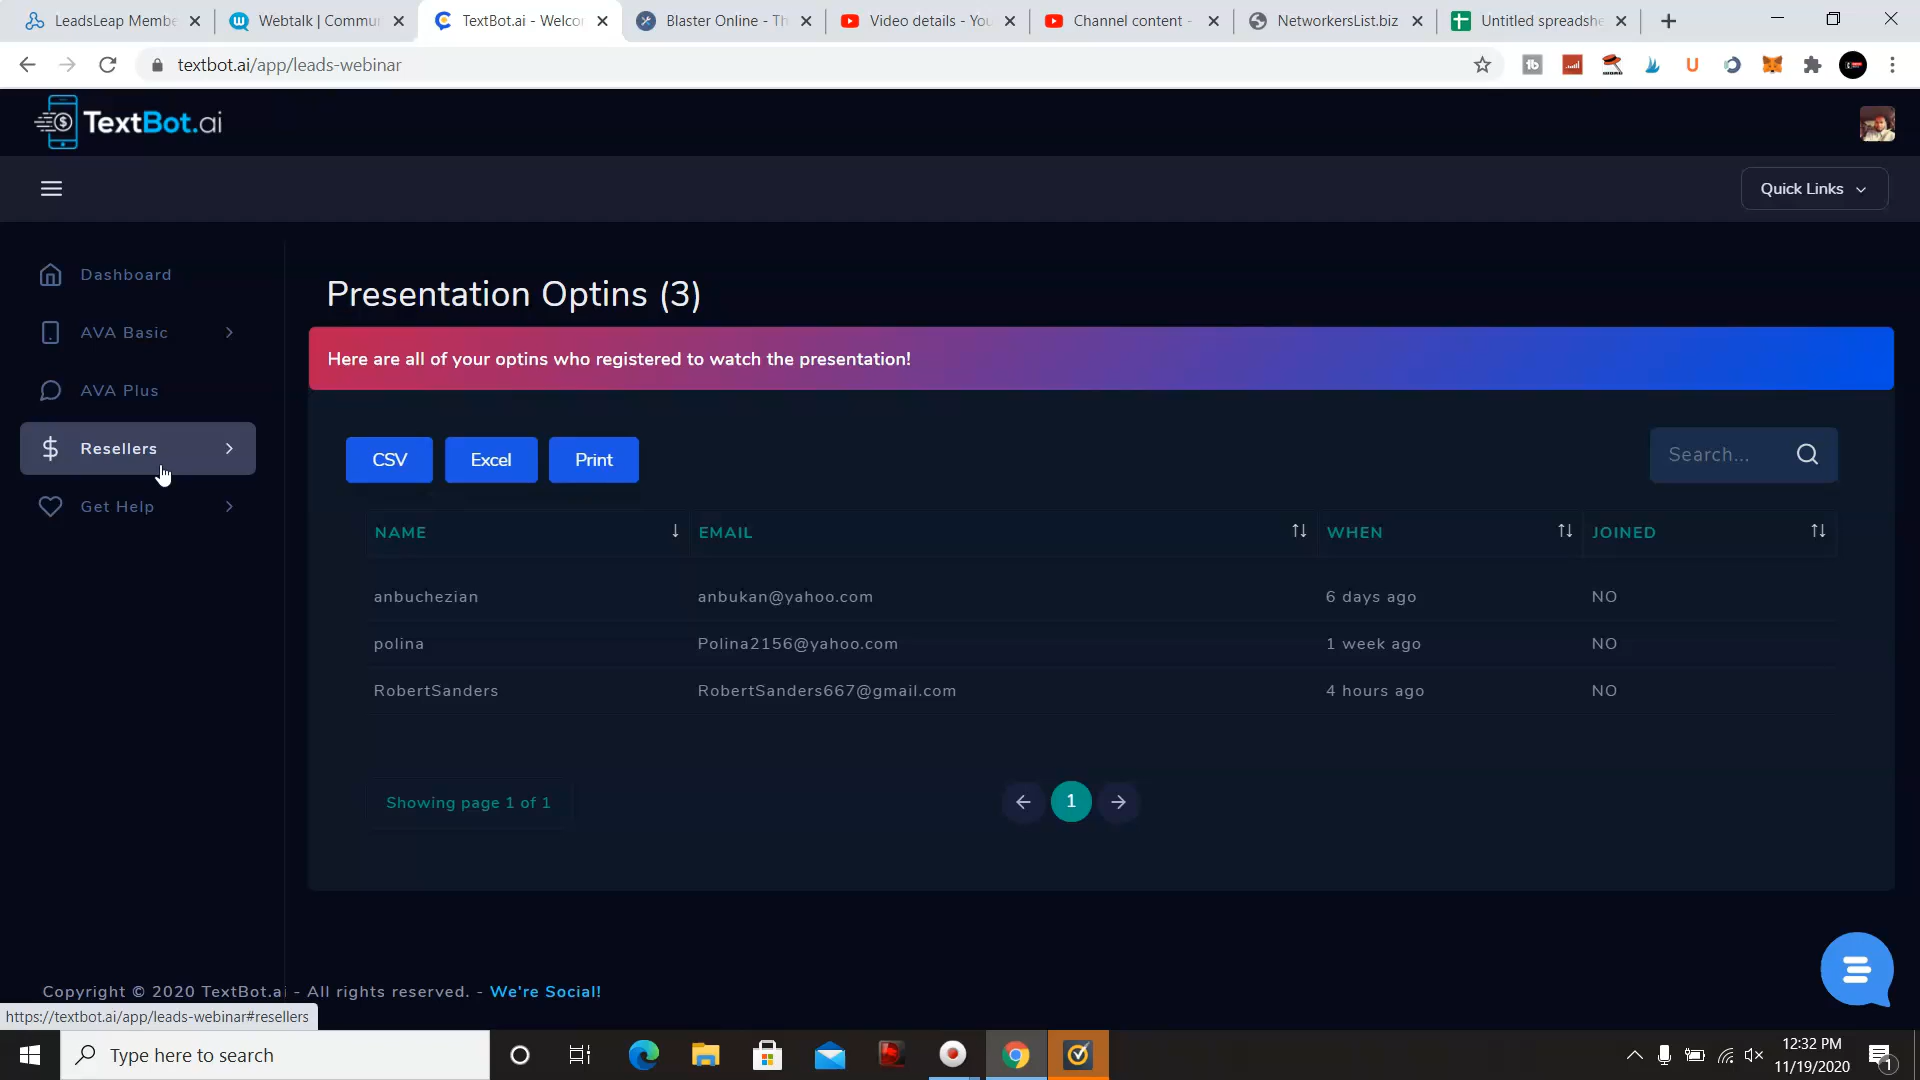 LeadsLeap Membe
Webtalk | Commu
TextBot.ai - Welco
Blaster Online - Th
Video details - You
Channel content -
NetworkersList.biz
Untitled spreadshe
textbot.ai/app/leads-webinar
TextBot.ai
Quick Links
Dashboard
AVA Basic
AVA Plus
Resellers
Get Help
Presentation Optins (3)
Here are all of your optins who registered to watch the presentation!
CSV
Excel
Print
Search...
NAME EMAIL WHEN JOINED
anbuchezian anbukan@yahoo.com 6 days ago NO
polina Polina2156@yahoo.com 1 week ago NO
RobertSanders RobertSanders667@gmail.com 4 hours ago NO
Showing page 1 of 1
1
Copyright © 2020 TextBot.ai - All rights reserved. - We're Social!
https://textbot.ai/app/leads-webinar#resellers
Type here to search
12:32 PM
11/19/2020
1